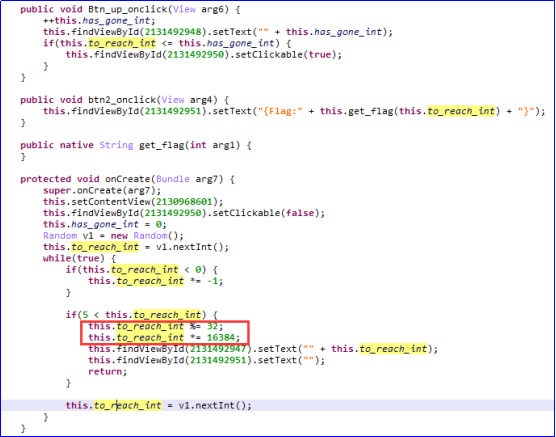 public void Btn_up_onclick(View arg6) {
++this.has_gone_int;
this.findViewById(2131492948).setText("" + this.has_gone_int);
if(this.to_reach_int <= this.has_gone_int) {
this.findViewById(2131492950).setClickable(true);
}
}
public void btn2_onclick(View arg4) {
this.findViewById(2131492951).setText("{Flag:" + this.get_flag(this.to_reach_int) + "}");
}
public native String get_flag(int arg1) {
}
protected void onCreate(Bundle arg7) {
super.onCreate(arg7);
this.setContentView(2130968601);
this.findViewById(2131492950).setClickable(false);
this.has_gone_int = 0;
Random v1 = new Random();
this.to_reach_int = v1.nextInt();
while(true) {
if(this.to_reach_int < 0) {
this.to_reach_int *= -1;
}
if(5 < this.to_reach_int) {
this.to_reach_int %= 32;
this.to_reach_int *= 16384;
this.findViewById(2131492947).setText("" + this.to_reach_int);
this.findViewById(2131492951).setText("");
return;
}
this.to_reach_int = v1.nextInt();
}
}